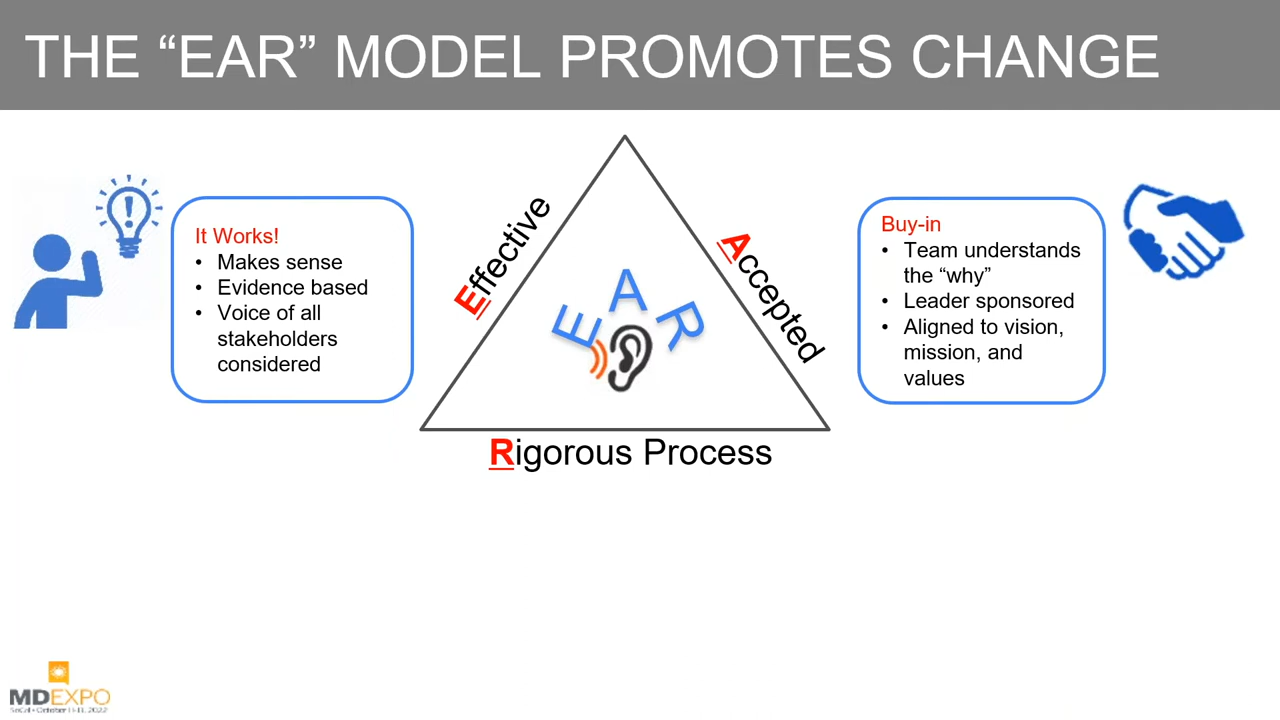 THE “EAR” MODEL PROMOTES CHANGE
It Works!
• Makes sense
• Evidence based
• Voice of all
stakeholders
considered
Effective
EAR
Accepted
Rigorous Process
Buy-in
• Team understands
the “why”
• Leader sponsored
• Aligned to vision,
mission, and
values
MDEXPO